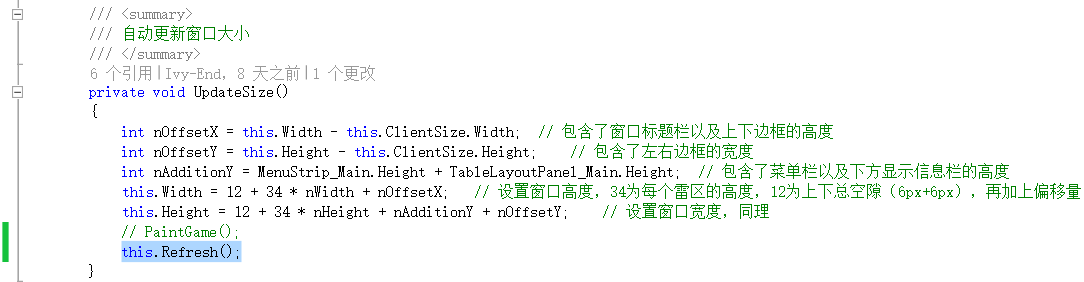 /// <summary>
/// 自动更新窗口大小
/// </summary>
6 个引用|Ivy-End, 8 天之前|1 个更改
private void UpdateSize()
{
int nOffsetX = this.Width - this.ClientSize.Width;  // 包含了窗口标题栏以及上下边框的高度
int nOffsetY = this.Height - this.ClientSize.Height;    // 包含了左右边框的宽度
int nAdditionY = MenuStrip_Main.Height + TableLayoutPanel_Main.Height;  // 包含了菜单栏以及下方显示信息栏的高度
this.Width = 12 + 34 * nWidth + nOffsetX;   // 设置窗口高度，34为每个雷区的高度，12为上下总空隙（6px+6px），再加上偏移量
this.Height = 12 + 34 * nHeight + nAdditionY + nOffsetY;    // 设置窗口宽度，同理
// PaintGame();
this.Refresh();
}